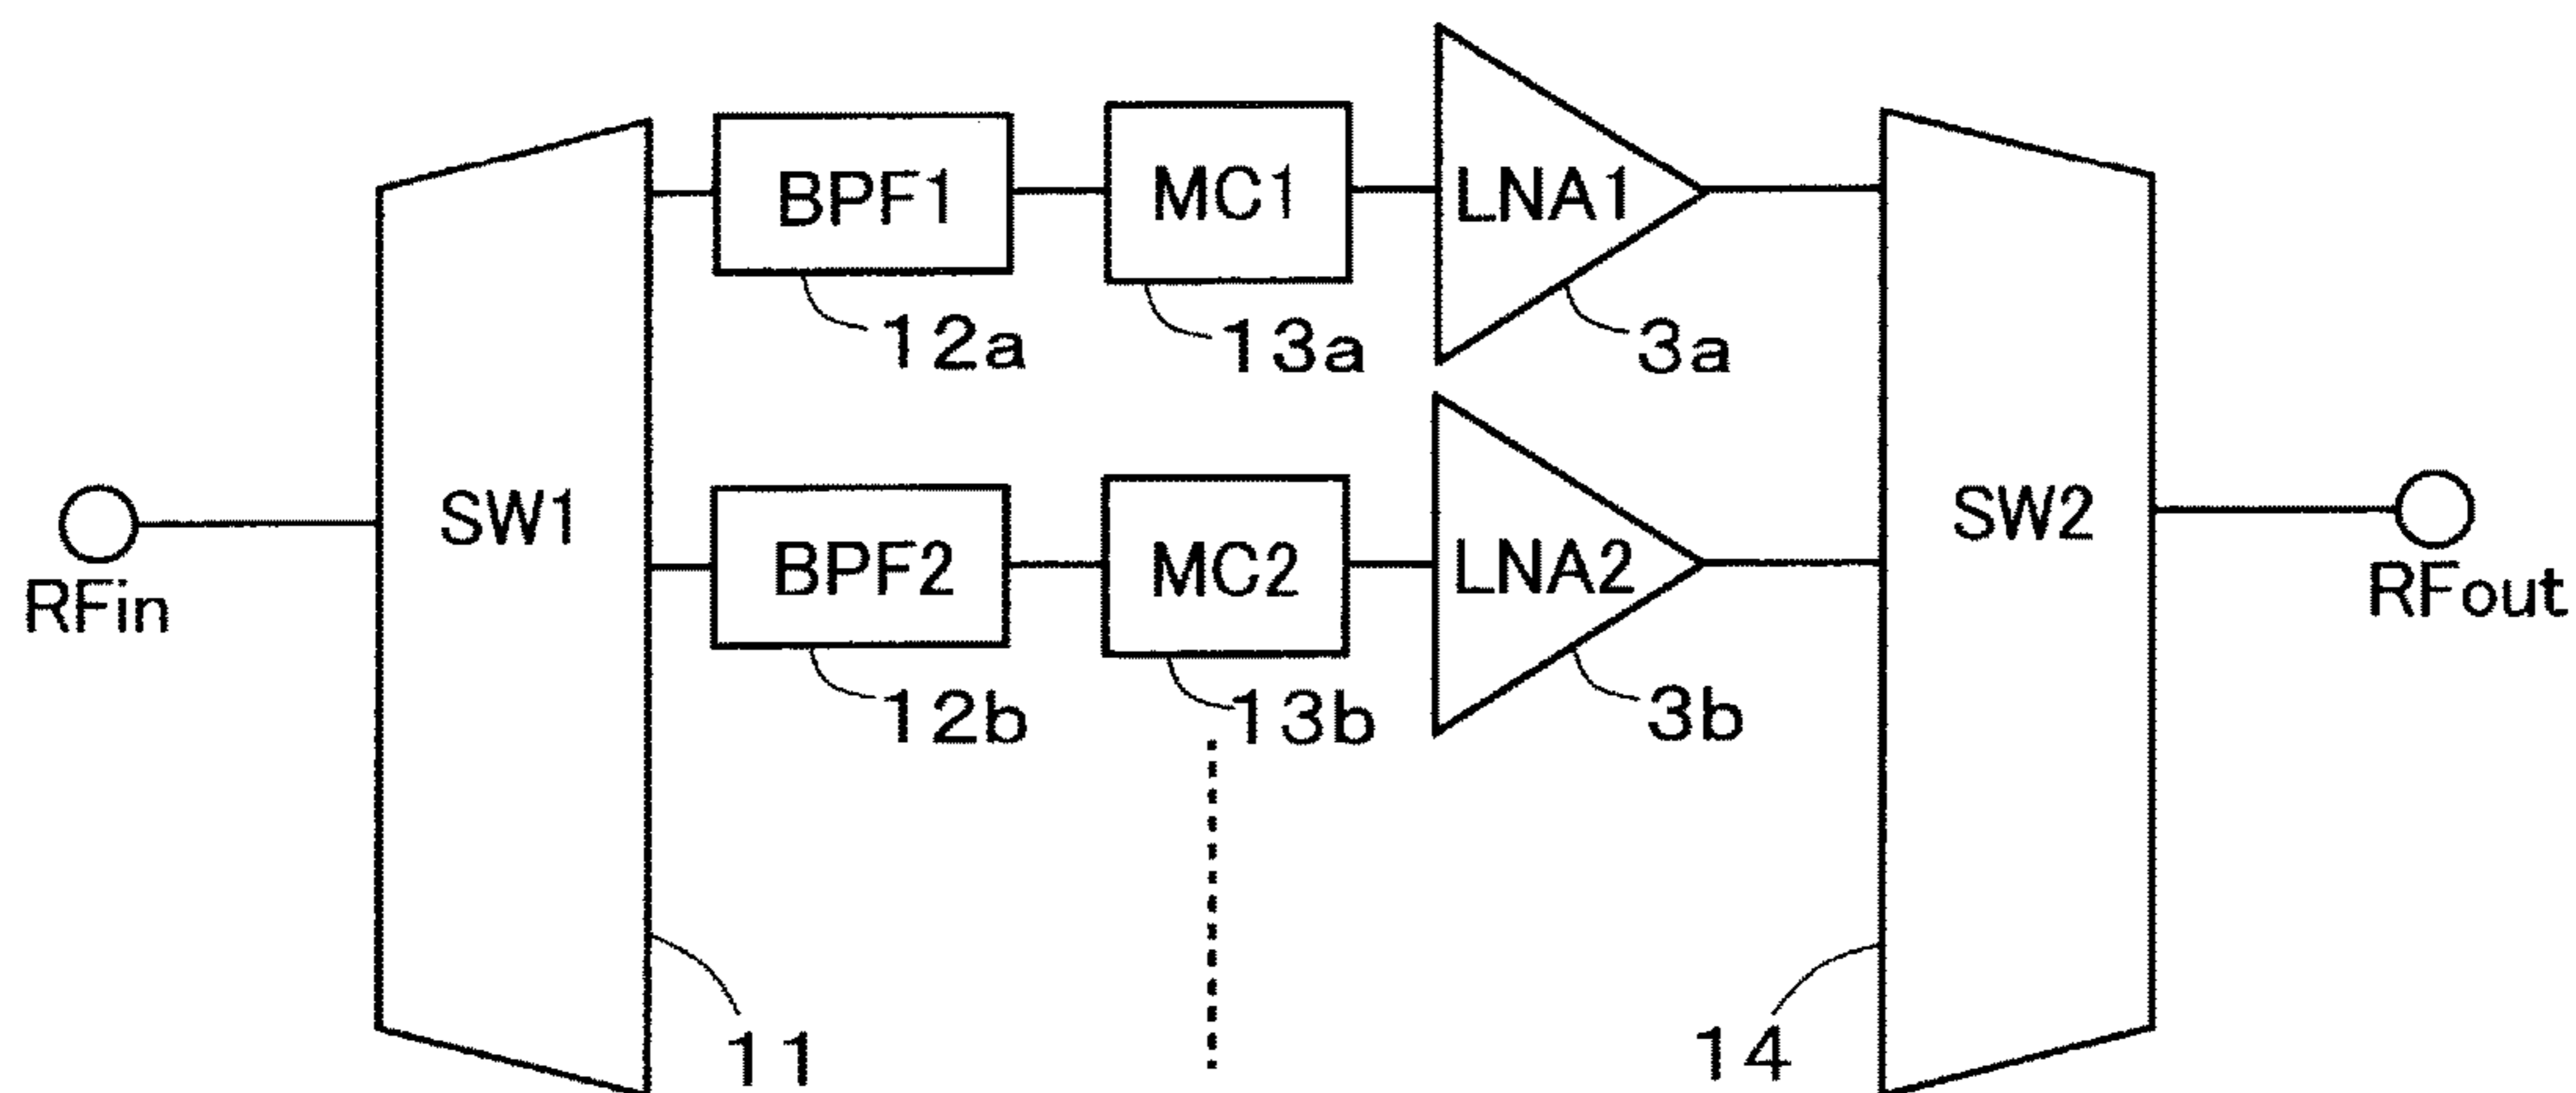 BPF1
MC1
LNA1
12a
13a
3a
SW1
SW2
RFin
BPF2
MC2
LNA2
RFout
12b
13b
3b
11
14